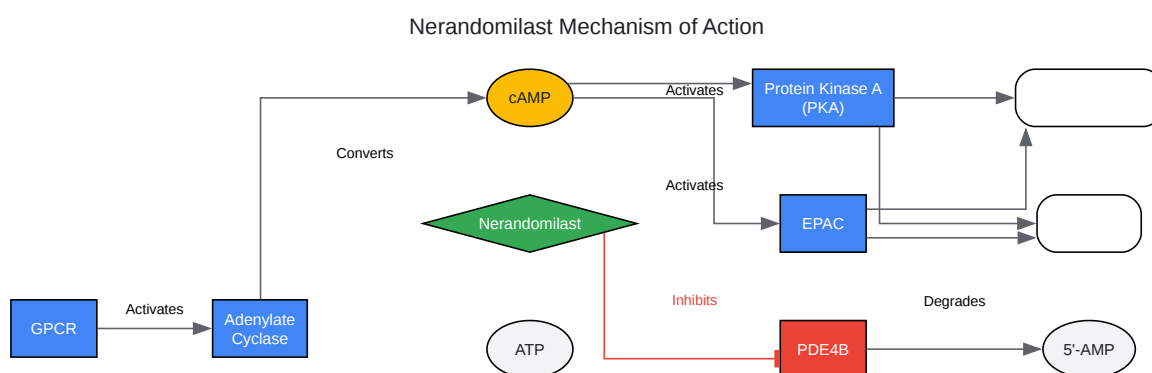 Nerandomilast Mechanism of Action
cAMP
Activates
Protein Kinase A
(PKA)
Converts
Activates
Nerandomilast
EPAC
GPCR
Activates
Adenylate
Cyclase
Inhibits
Degrades
ATP
PDE4B
5'-AMP